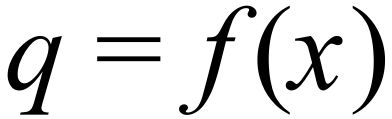 q = f(x)